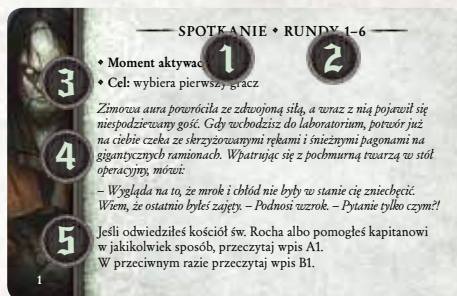 SPOTKANIE ❖ RUNDY 1–6
1
2
3
4
5
❖ Moment aktywac
❖ Cel: wybiera pierwszy gracz
Zimowa aura powróciła ze zdwojoną siłą, a wraz z nią pojawił się
niespodziewany gość. Gdy wchodzisz do laboratorium, potwór już
na ciebie czeka ze skrzyżowanymi rękami i śnieżnymi pagonami na
gigantycznych ramionach. Wpatrując się z pochmurną twarzą w stół
operacyjny, mówi:
– Wygląda na to, że mrok i chłód nie były w stanie cię zniechęcić.
Wiem, że ostatnio byłeś zajęty. – Podnosi wzrok. – Pytanie tylko czym?!
Jeśli odwiedziłeś kościół św. Rocha albo pomogłeś kapitanowi
w jakikolwiek sposób, przeczytaj wpis A1.
W przeciwnym razie przeczytaj wpis B1.
1